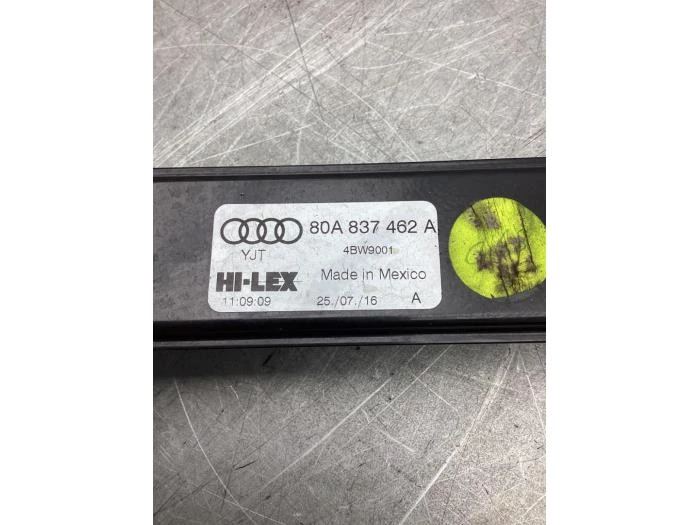 80A 837 462 A
YJT 4BW9001
HI-LEX Made in Mexico
11:09:09 25./07./16 A